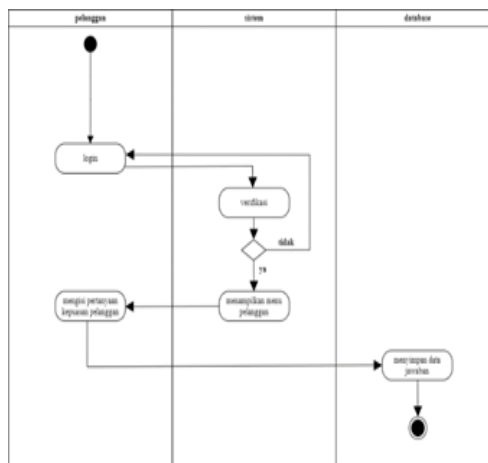 pelanggan
sistem
database
login
verifikasi
tidak
ya
mengisi pertanyaan
kepuasan pelanggan
menampilkan menu
pelanggan
menyimpan data
jawaban